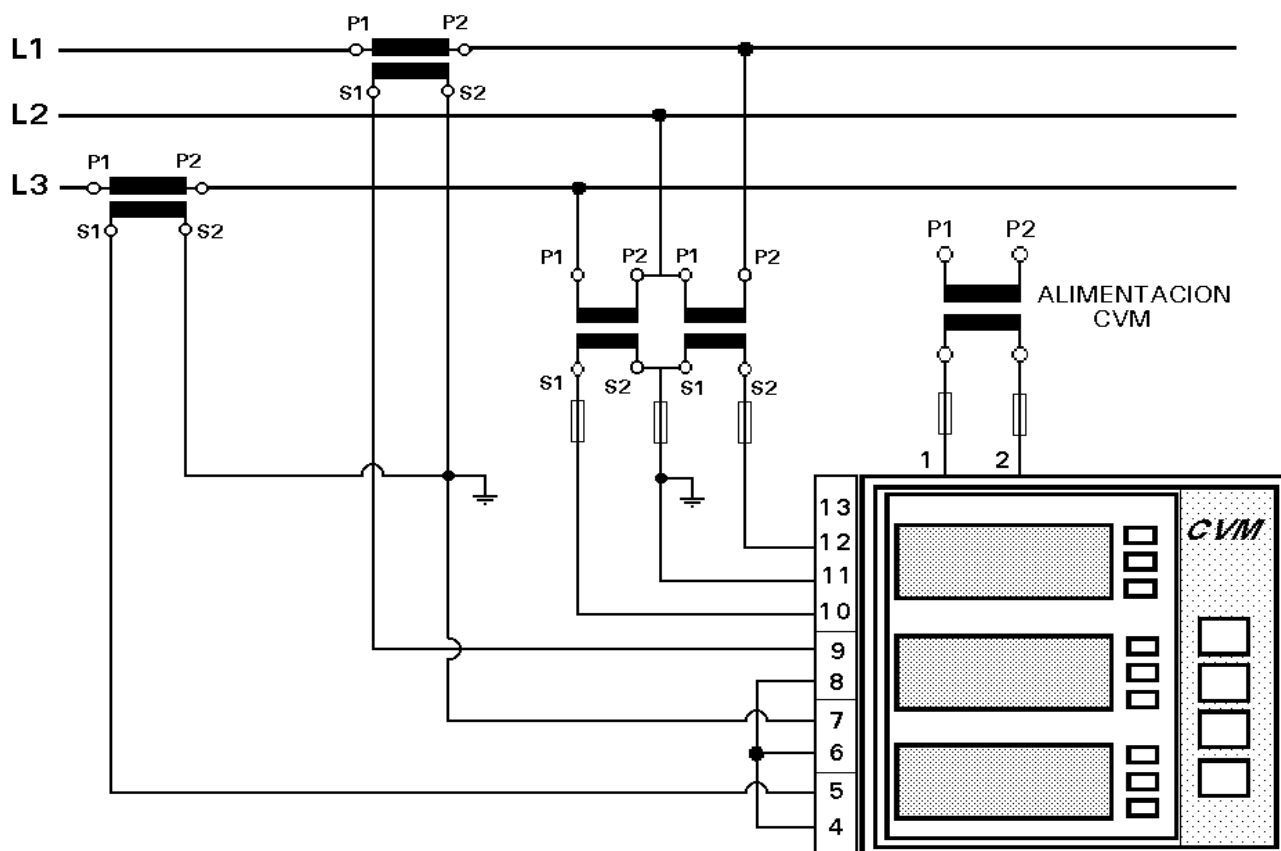 P1 P2
L1
S1 S2
L2
P1 P2
L3
S1 S2
P1 P2
P1 P2 P1 P2
ALIMENTACION
CVM
S1 S2 S1 S2
1 2
13
CVM
12
11
10
9
8
7
6
5
4